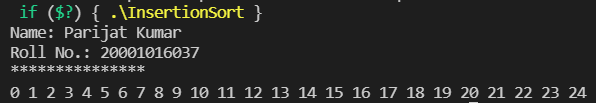 if ($?) { .\InsertionSort }
Name: Parijat Kumar
Roll No.: 20001016037
***************
0 1 2 3 4 5 6 7 8 9 10 11 12 13 14 15 16 17 18 19 20 21 22 23 24